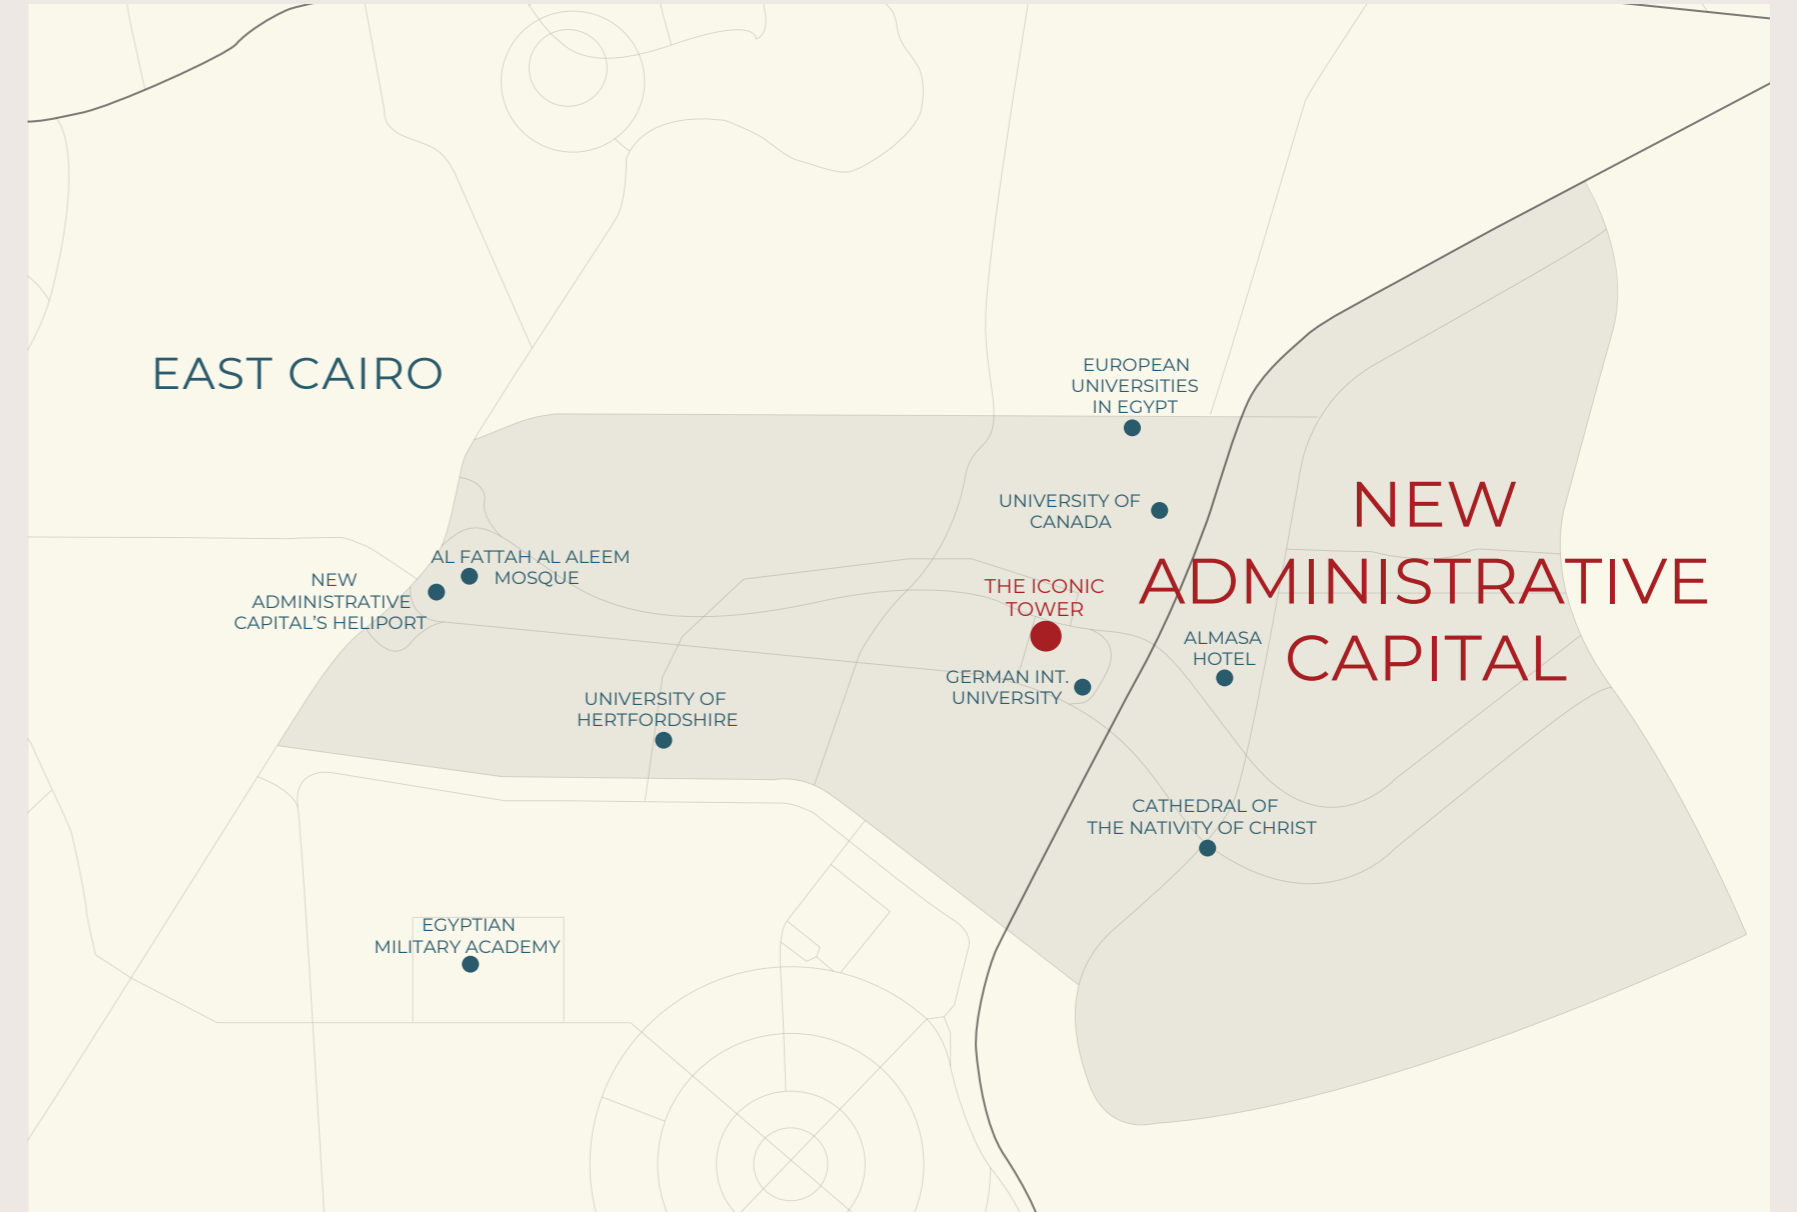 EAST CAIRO
EUROPEAN
UNIVERSITIES
IN EGYPT
UNIVERSITY OF
CANADA
NEW
ADMINISTRATIVE
CAPITAL
AL FATTAH AL ALEEM
MOSQUE
NEW
ADMINISTRATIVE
CAPITAL’S HELIPORT
THE ICONIC
TOWER
ALMASA
HOTEL
GERMAN INT.
UNIVERSITY
UNIVERSITY OF
HERTFORDSHIRE
CATHEDRAL OF
THE NATIVITY OF CHRIST
EGYPTIAN
MILITARY ACADEMY